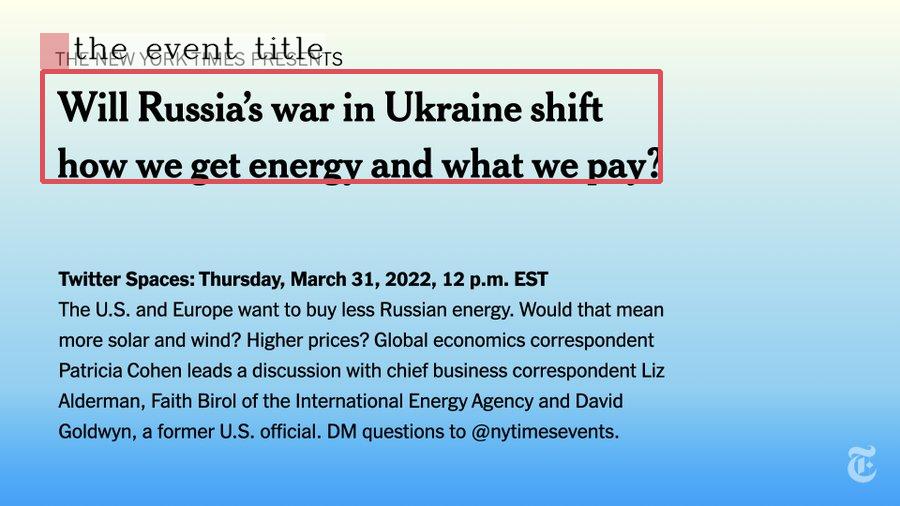 the event title
THE NEW YORK TIMES PRESENTS
Will Russia's war in Ukraine shift
how we get energy and what we pay?
Twitter Spaces: Thursday, March 31, 2022, 12 p.m. EST
The U.S. and Europe want to buy less Russian energy. Would that mean
more solar and wind? Higher prices? Global economics correspondent
Patricia Cohen leads a discussion with chief business correspondent Liz
Alderman, Faith Birol of the International Energy Agency and David
Goldwyn, a former U.S. official. DM questions to @nytimesevents.
T